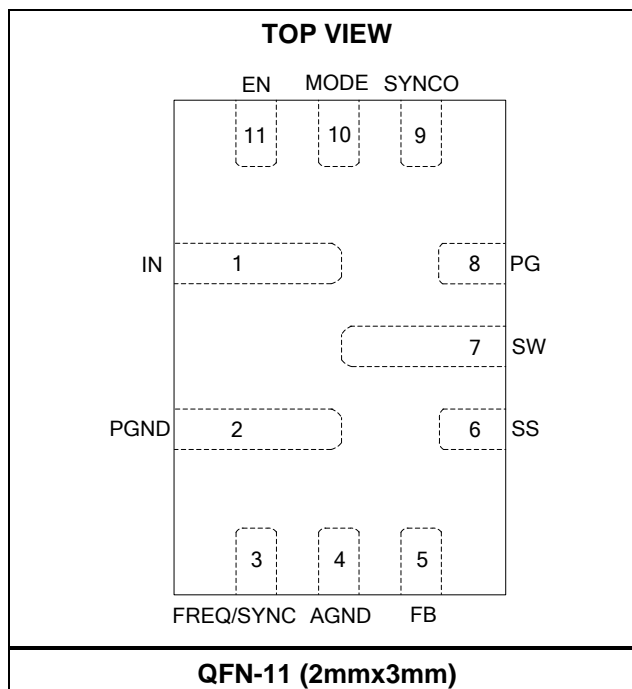 TOP VIEW
EN MODE SYNCO
11 10 9
IN 1 8 PG
7 SW
PGND 2 6 SS
3 4 5
FREQ/SYNC AGND FB
QFN-11 (2mmx3mm)